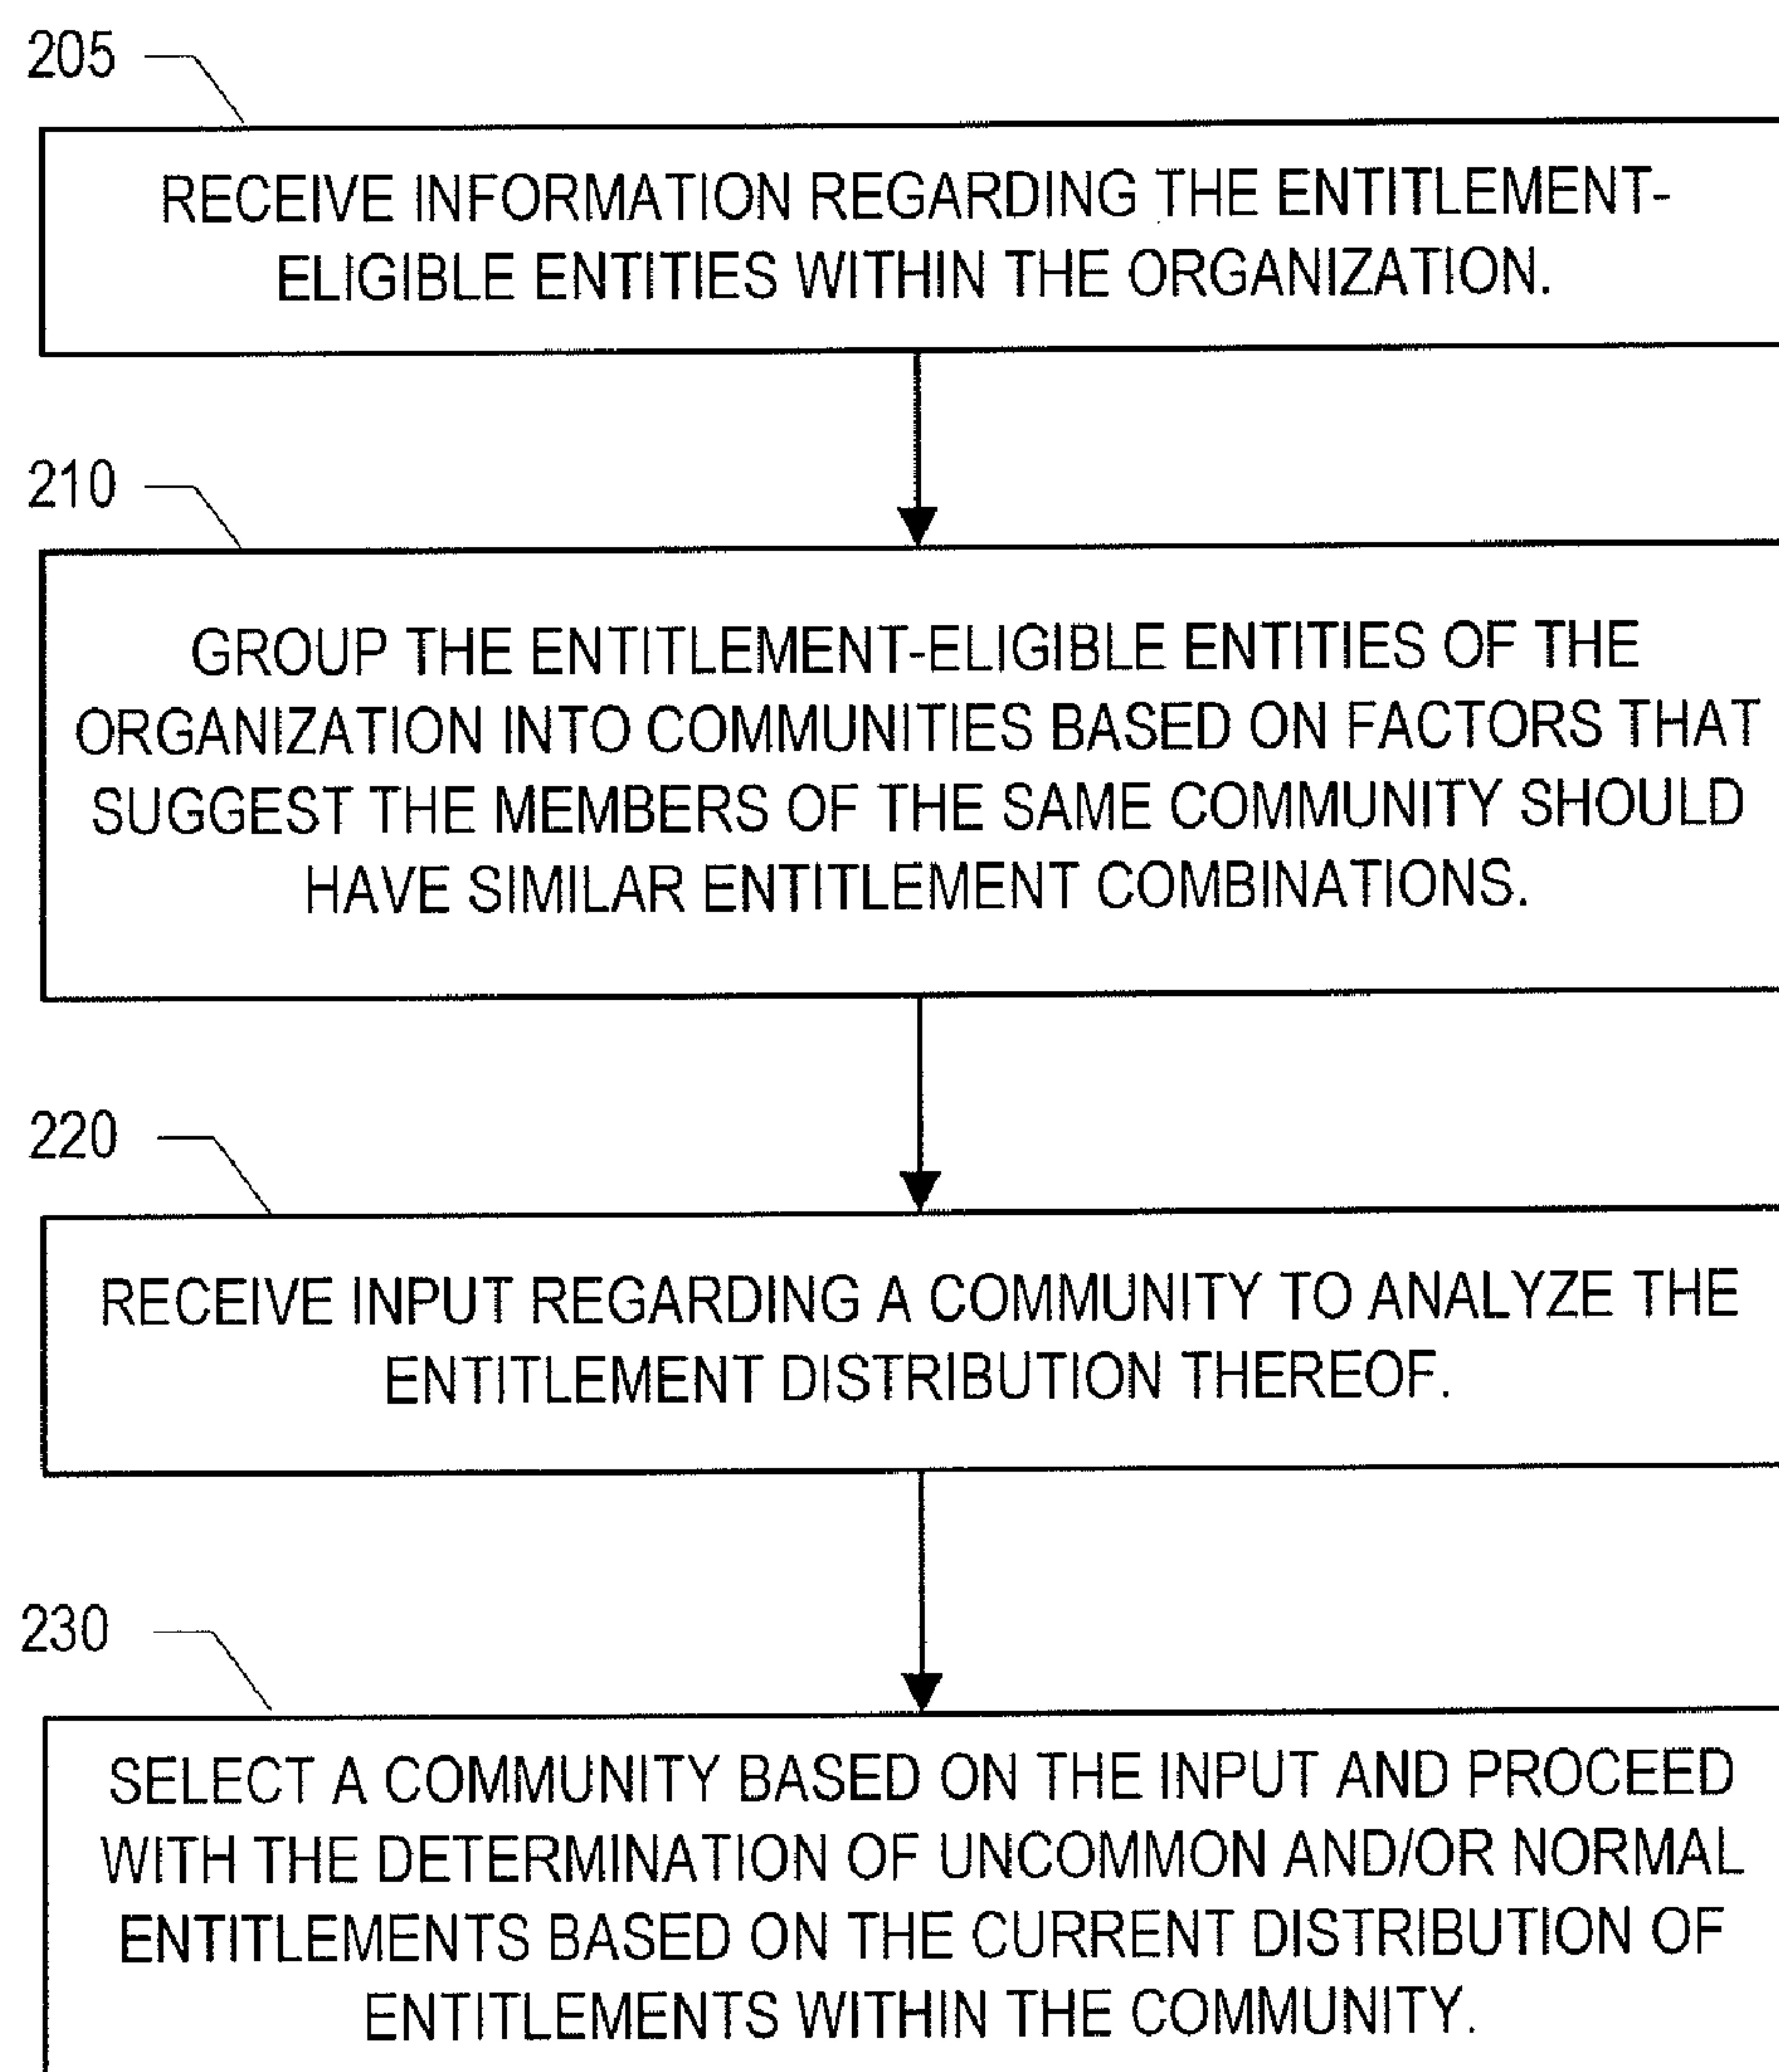 205
RECEIVE INFORMATION REGARDING THE ENTITLEMENT-
ELIGIBLE ENTITIES WITHIN THE ORGANIZATION.
210
GROUP THE ENTITLEMENT-ELIGIBLE ENTITIES OF THE
ORGANIZATION INTO COMMUNITIES BASED ON FACTORS THAT
SUGGEST THE MEMBERS OF THE SAME COMMUNITY SHOULD
HAVE SIMILAR ENTITLEMENT COMBINATIONS.
220
RECEIVE INPUT REGARDING A COMMUNITY TO ANALYZE THE
ENTITLEMENT DISTRIBUTION THEREOF.
230
SELECT A COMMUNITY BASED ON THE INPUT AND PROCEED
WITH THE DETERMINATION OF UNCOMMON AND/OR NORMAL
ENTITLEMENTS BASED ON THE CURRENT DISTRIBUTION OF
ENTITLEMENTS WITHIN THE COMMUNITY.